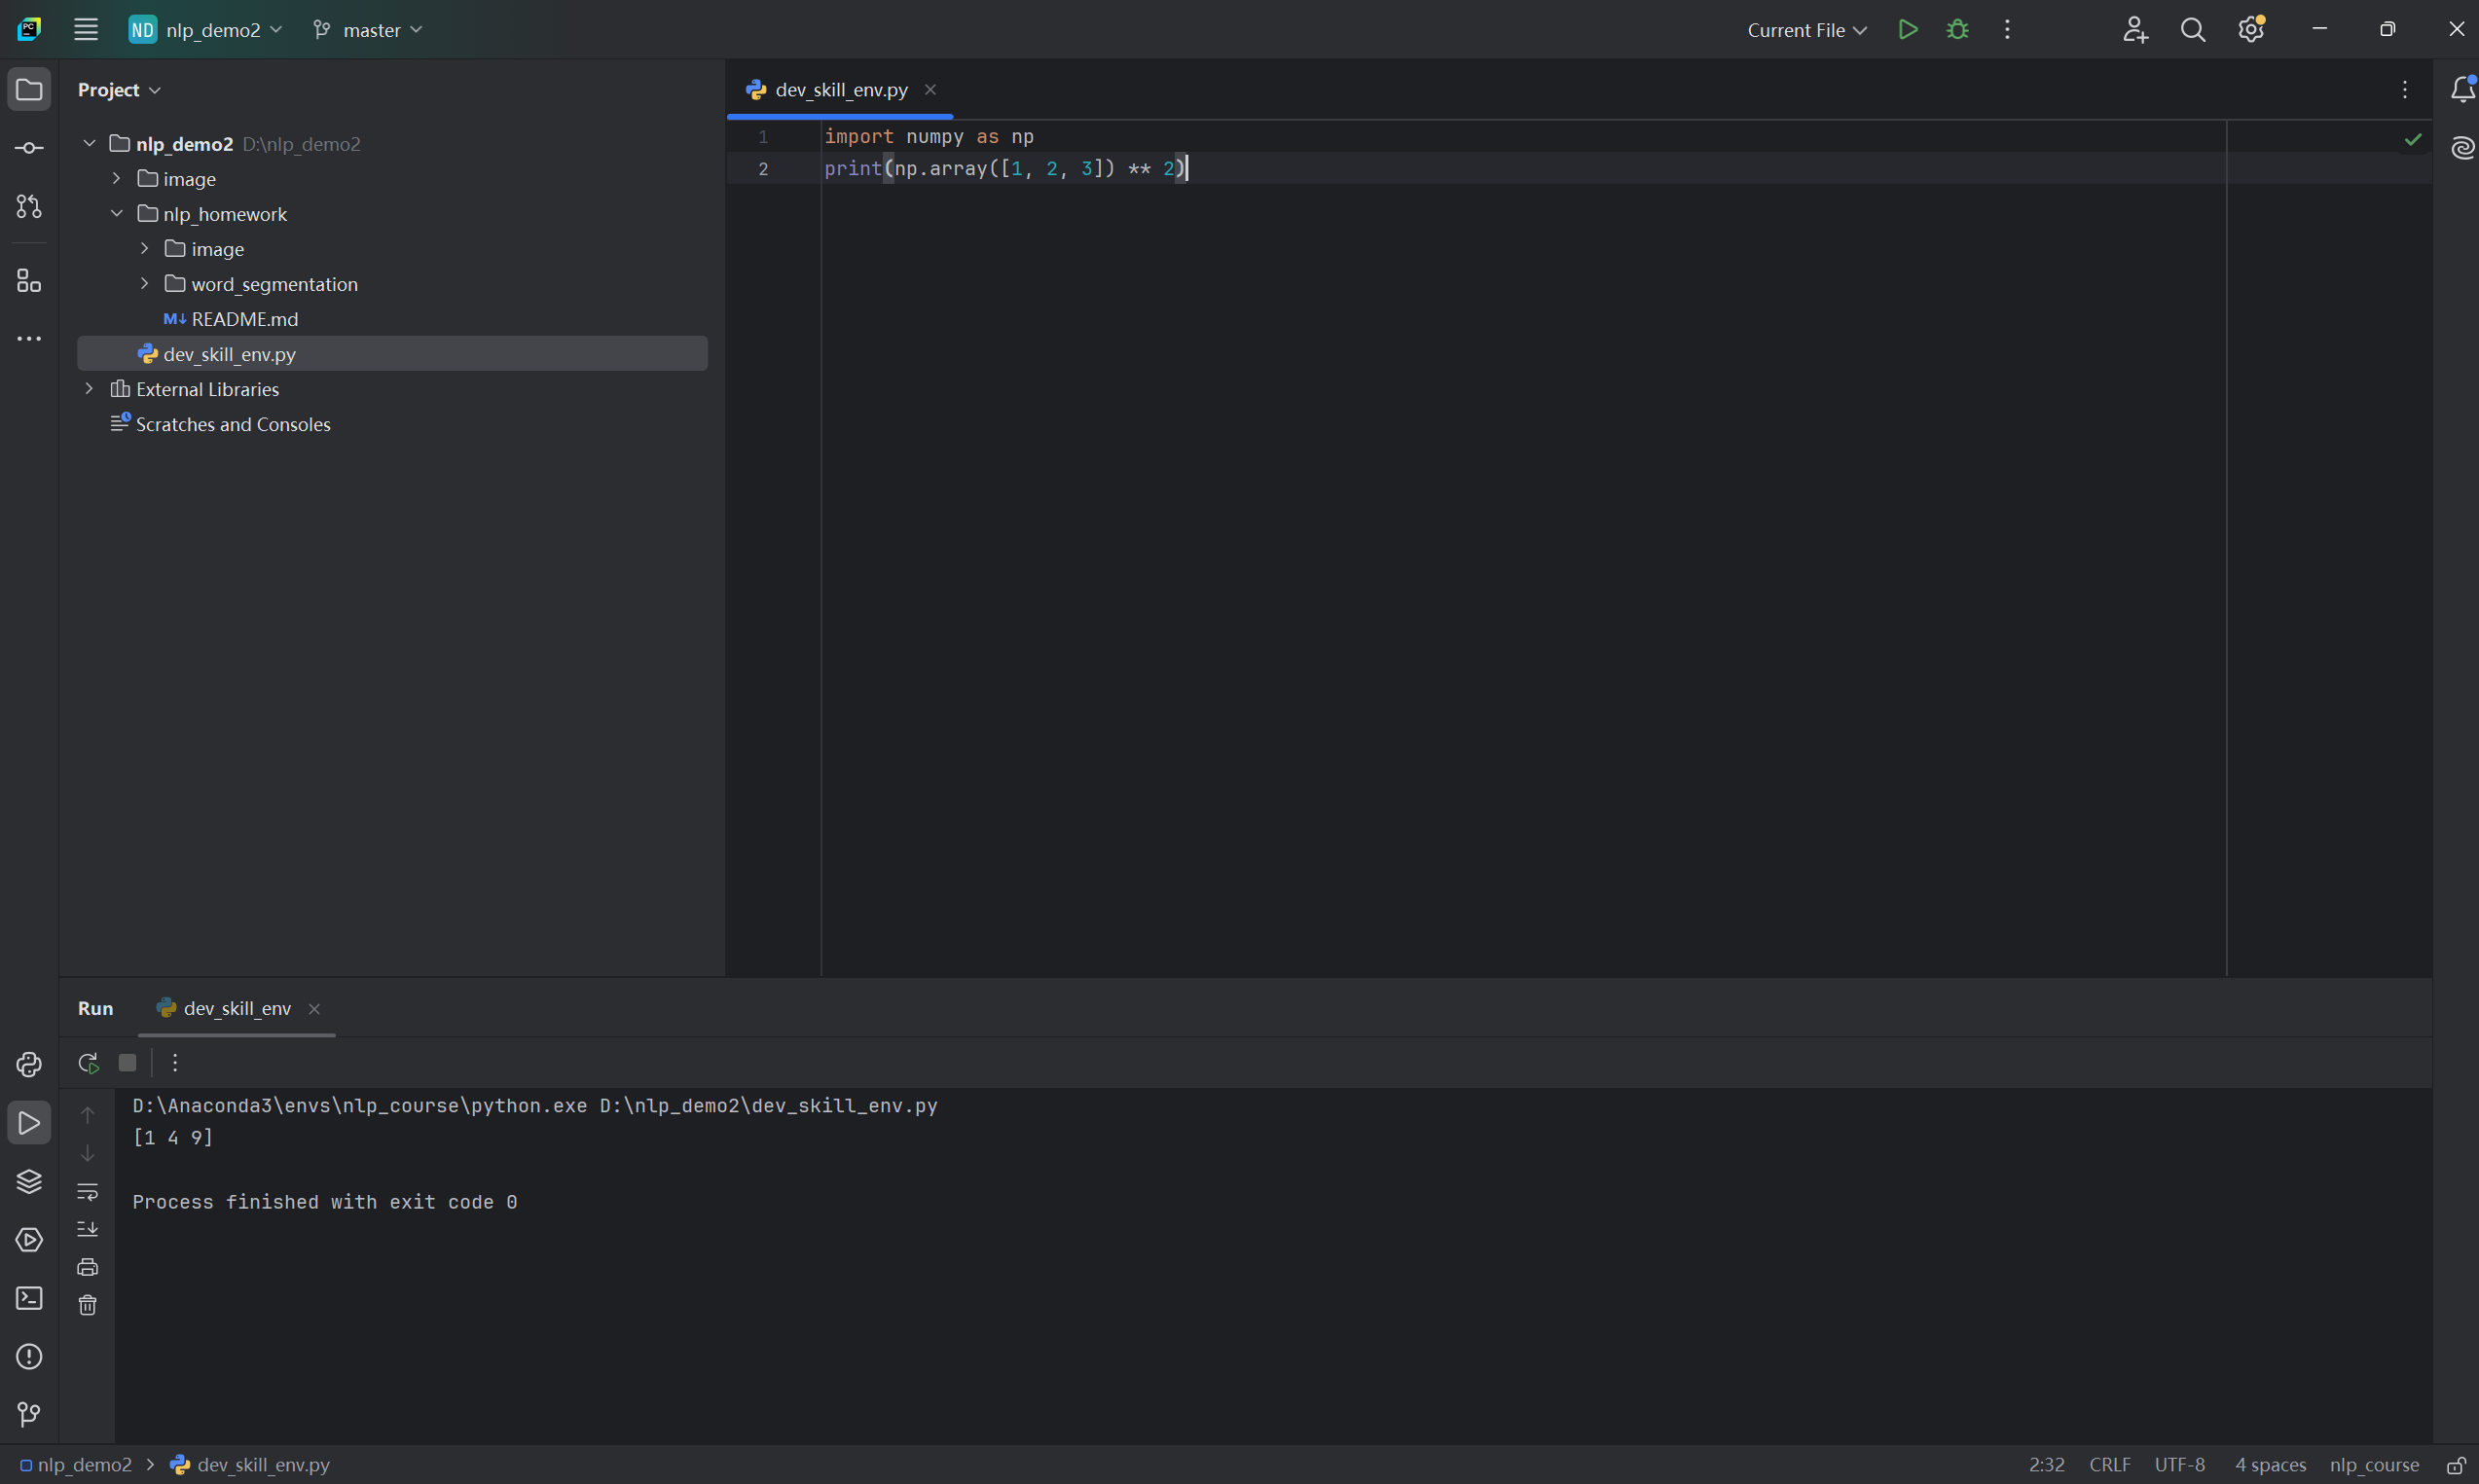 PC ND nlp_demo2 master Current File
Project
dev_skill_env.py
nlp_demo2 D:\nlp_demo2
image
nlp_homework
image
word_segmentation
M↓ README.md
dev_skill_env.py
External Libraries
Scratches and Consoles
1 import numpy as np
2 print(np.array([1, 2, 3]) ** 2)
Run dev_skill_env
D:\Anaconda3\envs\nlp_course\python.exe D:\nlp_demo2\dev_skill_env.py
[1 4 9]
Process finished with exit code 0
nlp_demo2 > dev_skill_env.py 2:32 CRLF UTF-8 4 spaces nlp_course